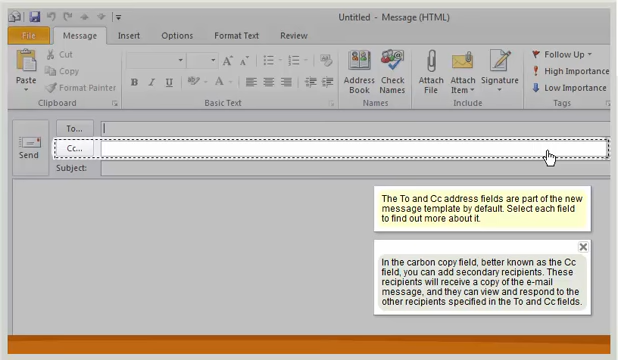 Untitled - Message (HTML)
File Message Insert Options Format Text Review
Cut
Copy
Format Painter
Paste
Clipboard
B I U A
Basic Text
Address Book
Check Names
Names
Attach File
Attach Item
Signature
Include
Follow Up
High Importance
Low Importance
Tags
Send
To...
Cc...
Subject:
The To and Cc address fields are part of the new
message template by default. Select each field
to find out more about it.
In the carbon copy field, better known as the Cc
field, you can add secondary recipients. These
recipients will receive a copy of the e-mail
message, and they can view and respond to the
other recipients specified in the To and Cc fields.